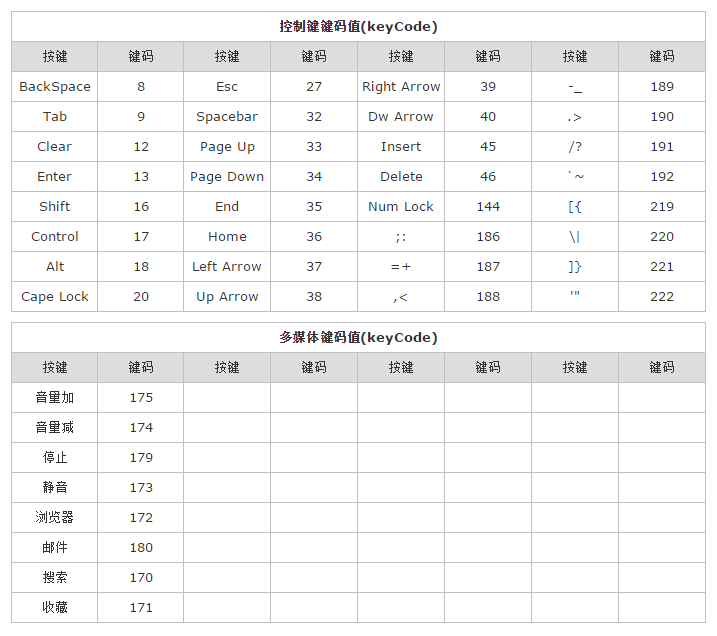 控制键键码值(keyCode)
按键 键码 按键 键码 按键 键码 按键 键码
BackSpace 8 Esc 27 Right Arrow 39 -_ 189
Tab 9 Spacebar 32 Dw Arrow 40 .> 190
Clear 12 Page Up 33 Insert 45 /? 191
Enter 13 Page Down 34 Delete 46 `~ 192
Shift 16 End 35 Num Lock 144 [{ 219
Control 17 Home 36 ;: 186 \| 220
Alt 18 Left Arrow 37 =+ 187 ]} 221
Cape Lock 20 Up Arrow 38 ,< 188 '" 222
多媒体键码值(keyCode)
按键 键码 按键 键码 按键 键码 按键 键码
音量加 175
音量减 174
停止 179
静音 173
浏览器 172
邮件 180
搜索 170
收藏 171